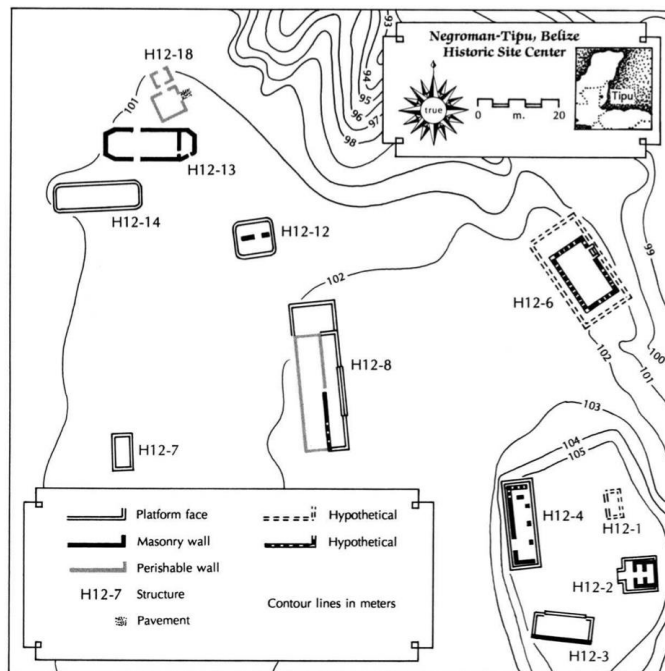 Negroman-Tipu, Belize
Historic Site Center
true
0 m. 20
Tipu
93
94
95
96
97
98
99
100
101
102
H12-18
101
H12-13
H12-14
H12-12
102
H12-6
H12-8
H12-7
103
104
105
H12-4
H12-1
H12-2
H12-3
Platform face
Hypothetical
Masonry wall
Hypothetical
Perishable wall
H12-7 Structure
Contour lines in meters
Pavement